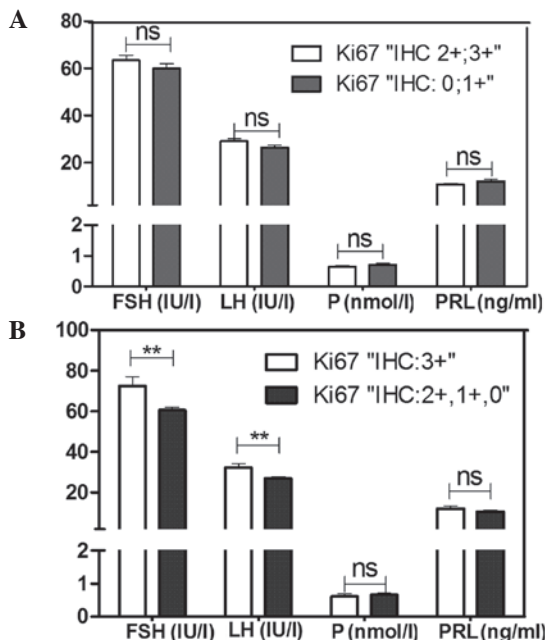 A
80
60
40
20
2
1
0
ns
ns
ns
ns
Ki67 "IHC 2+;3+"
Ki67 "IHC: 0;1+"
FSH (IU/l) LH (IU/l) P (nmol/l) PRL(ng/ml)
B
100
80
60
40
20
2
1
0
**
**
ns
ns
Ki67 "IHC:3+"
Ki67 "IHC:2+,1+,0"
FSH (IU/l) LH (IU/l) P(nmol/l) PRL (ng/ml)